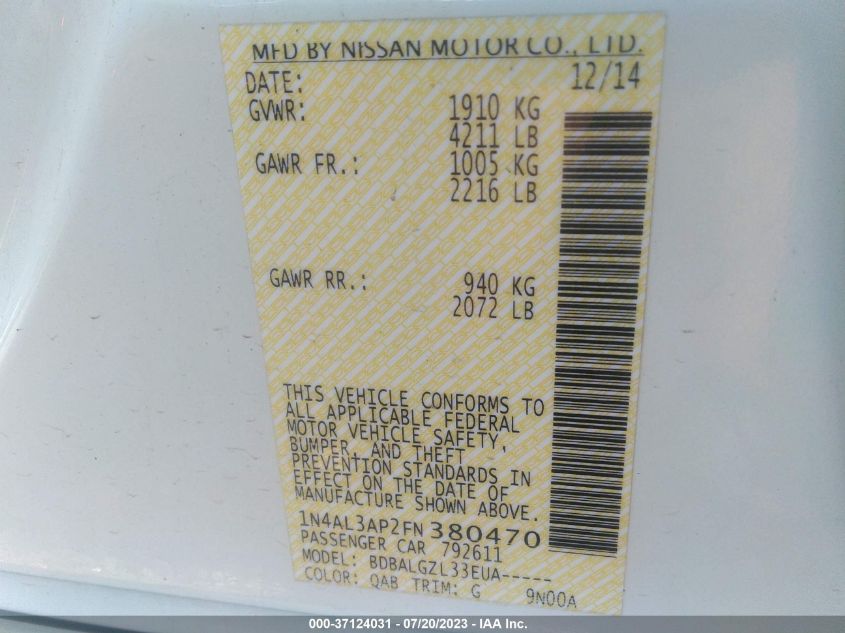 MFD BY NISSAN MOTOR CO., LTD.
DATE: 12/14
GVWR: 1910 KG
4211 LB
GAWR FR.: 1005 KG
2216 LB
GAWR RR.: 940 KG
2072 LB
THIS VEHICLE CONFORMS TO
ALL APPLICABLE FEDERAL
MOTOR VEHICLE SAFETY,
BUMPER, AND THEFT
PREVENTION STANDARDS IN
EFFECT ON THE DATE OF
MANUFACTURE SHOWN ABOVE.
1N4AL3AP2FN380470
PASSENGER CAR 792611
MODEL: BDBALGZL33EUA-----
COLOR: QAB TRIM: G 9N00A
000-37124031 - 07/20/2023 - IAA Inc.